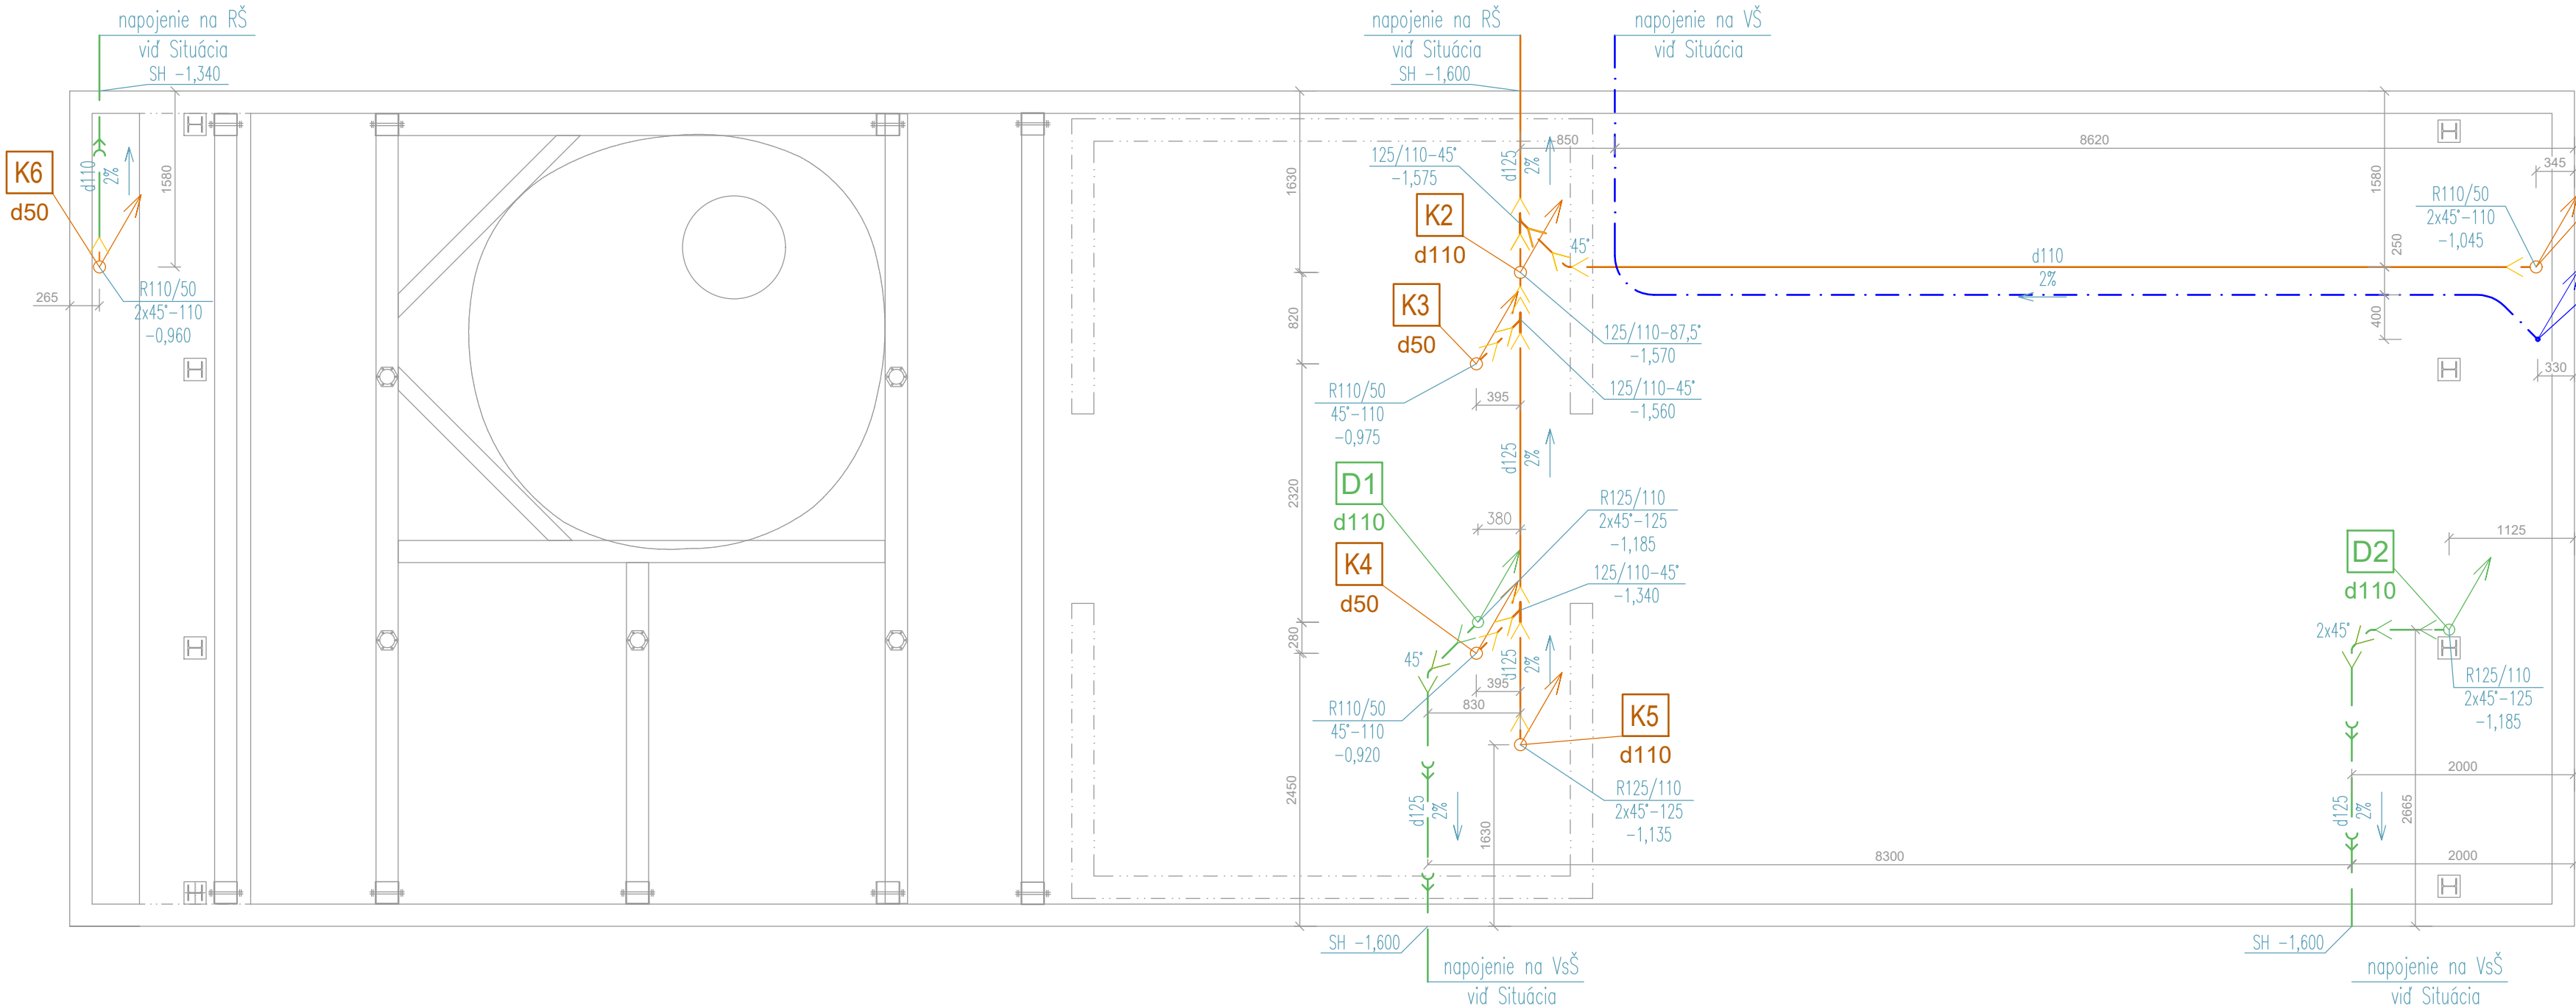 napojenie na RŠ
viď Situácia
SH -1,340
napojenie na RŠ
viď Situácia
SH -1,600
napojenie na VŠ
viď Situácia
K6
d50
d110
2%
1580
265
R110/50
2x45°-110
-0,960
1630
820
2320
280
2450
125/110-45°
-1,575
d125
2%
850
8620
345
1580
250
400
330
R110/50
2x45°-110
-1,045
K2
d110
45°
d110
2%
K3
d50
125/110-87,5°
-1,570
125/110-45°
-1,560
R110/50
45°-110
-0,975
395
d125
2%
D1
d110
380
R125/110
2x45°-125
-1,185
K4
d50
125/110-45°
-1,340
45°
d125
2%
395
830
R110/50
45°-110
-0,920
K5
d110
R125/110
2x45°-125
-1,135
1630
d125
2%
8300
1125
D2
d110
2x45°
R125/110
2x45°-125
-1,185
2000
d125
2%
2665
2000
SH -1,600
napojenie na VsŠ
viď Situácia
SH -1,600
napojenie na VsŠ
viď Situácia